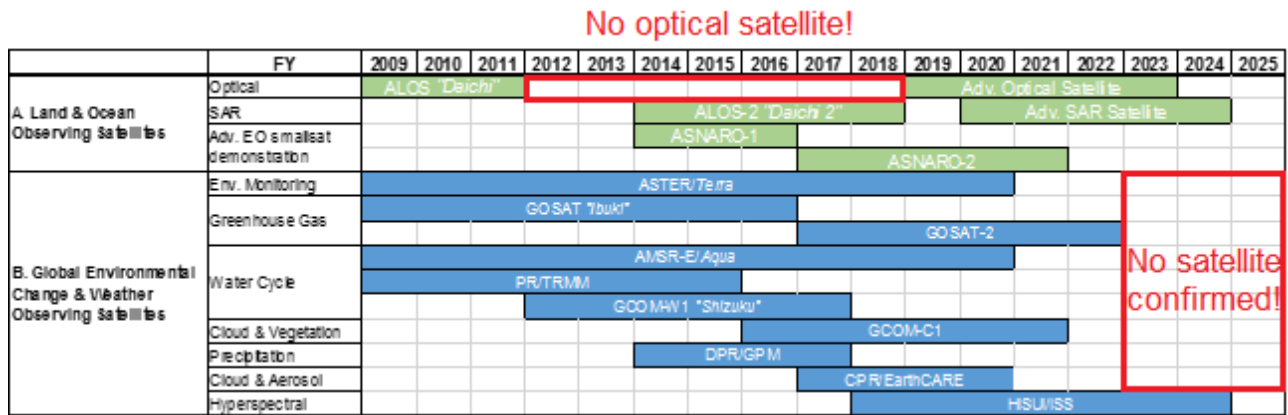 No optical satellite!
FY 2009 2010 2011 2012 2013 2014 2015 2016 2017 2018 2019 2020 2021 2022 2023 2024 2025
A. Land & Ocean
Observing Satellites
Optical ALOS "Daichi" Adv. Optical Satellite
SAR ALOS-2 "Daichi 2" Adv. SAR Satellite
Adv. EO smallsat
demonstration
ASNARO-1
ASNARO-2
B. Global Environmental
Change & Weather
Observing Satellites
Env. Monitoring ASTER/Terra
Greenhouse Gas GOSAT "Ibuki"
GOSAT-2
Water Cycle AMSR-E/Aqua
PR/TRMM
GCOM-W1 "Shizuku"
Cloud & Vegetation GCOM-C1
Precipitation DPR/GPM
Cloud & Aerosol CPR/EarthCARE
Hyperspectral HISUI/ISS
No satellite
confirmed!